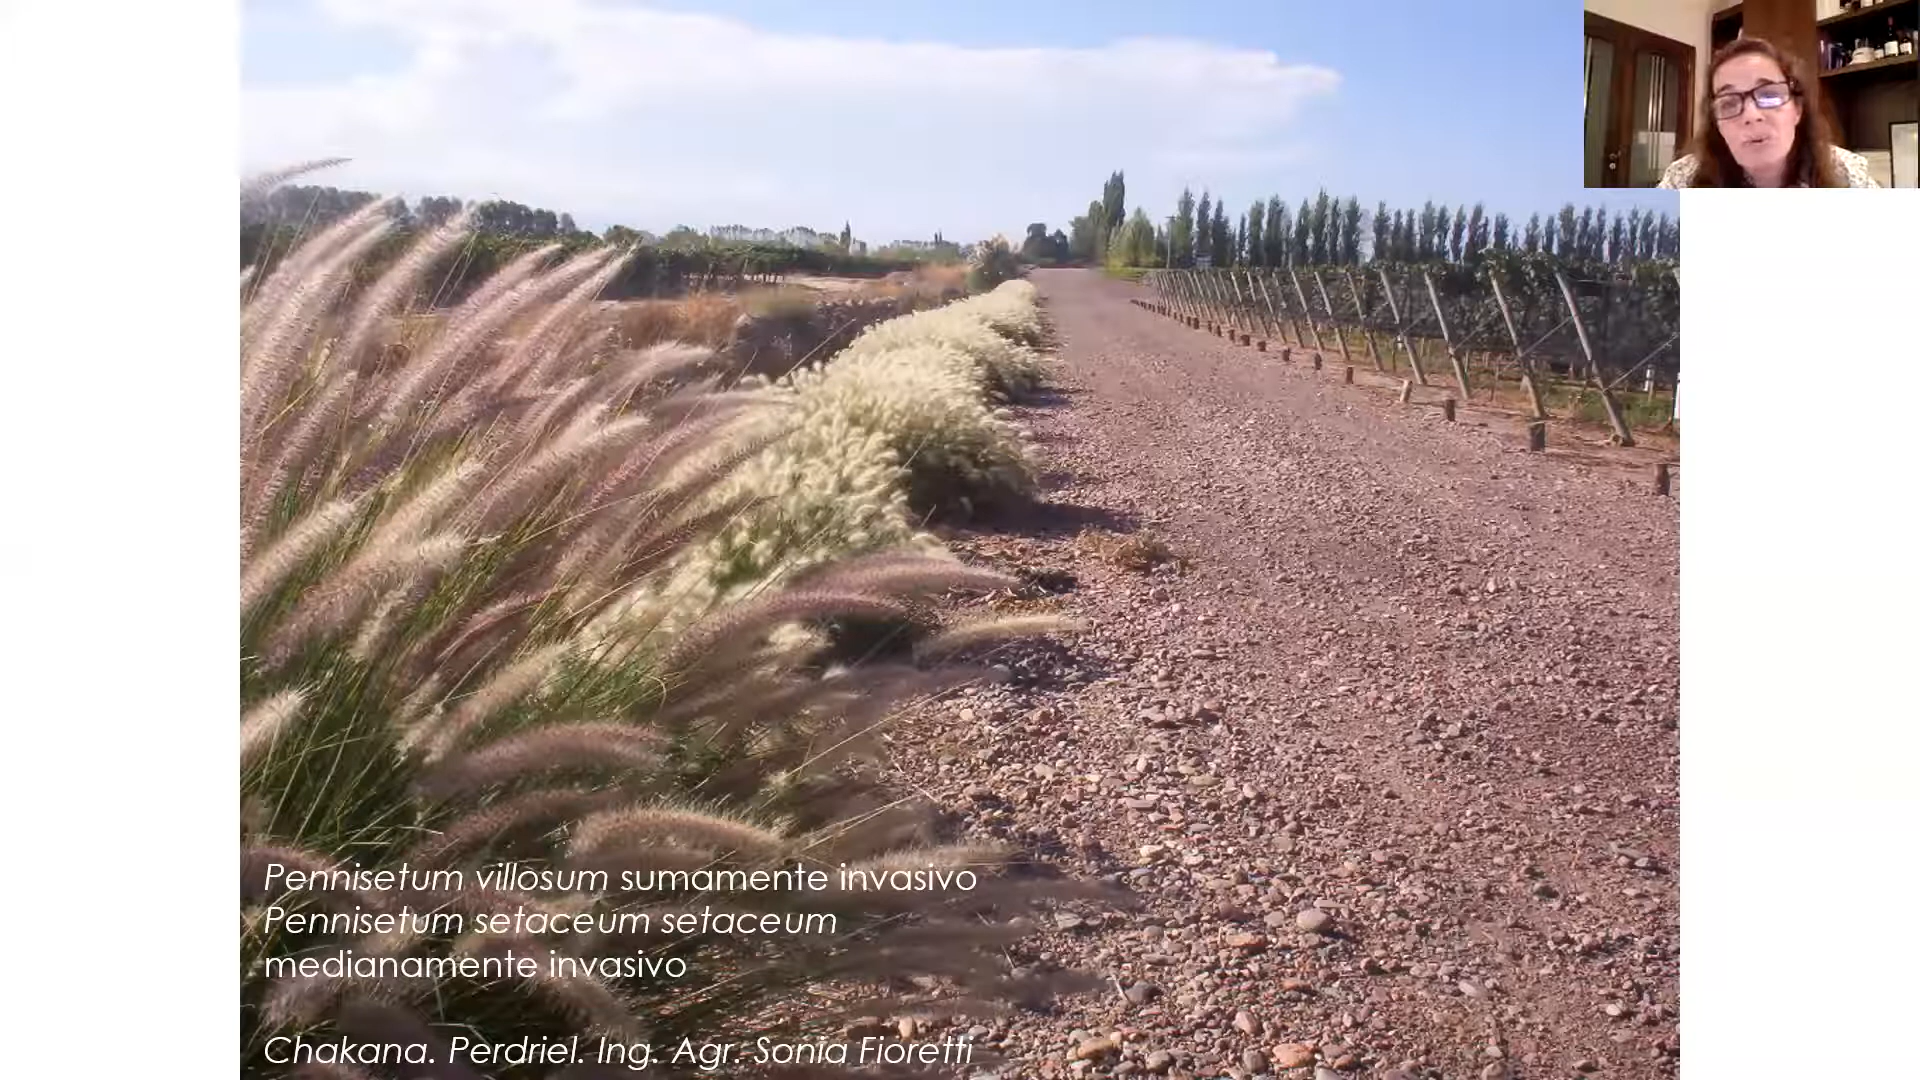 Pennisetum villosum sumamente invasivo
Pennisetum setaceum setaceum
medianamente invasivo
Chakana. Perdriel. Ing. Agr. Sonia Fioretti